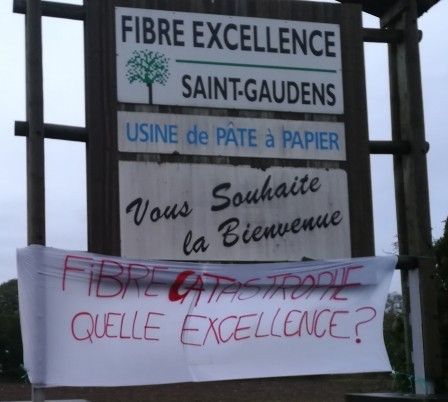 FIBRE EXCELLENCE
SAINT-GAUDENS
USINE de PÂTE à PAPIER
Vous Souhaite
la Bienvenue
FiBRE CATASTROPHE
QUELLE EXCELLENCE ?